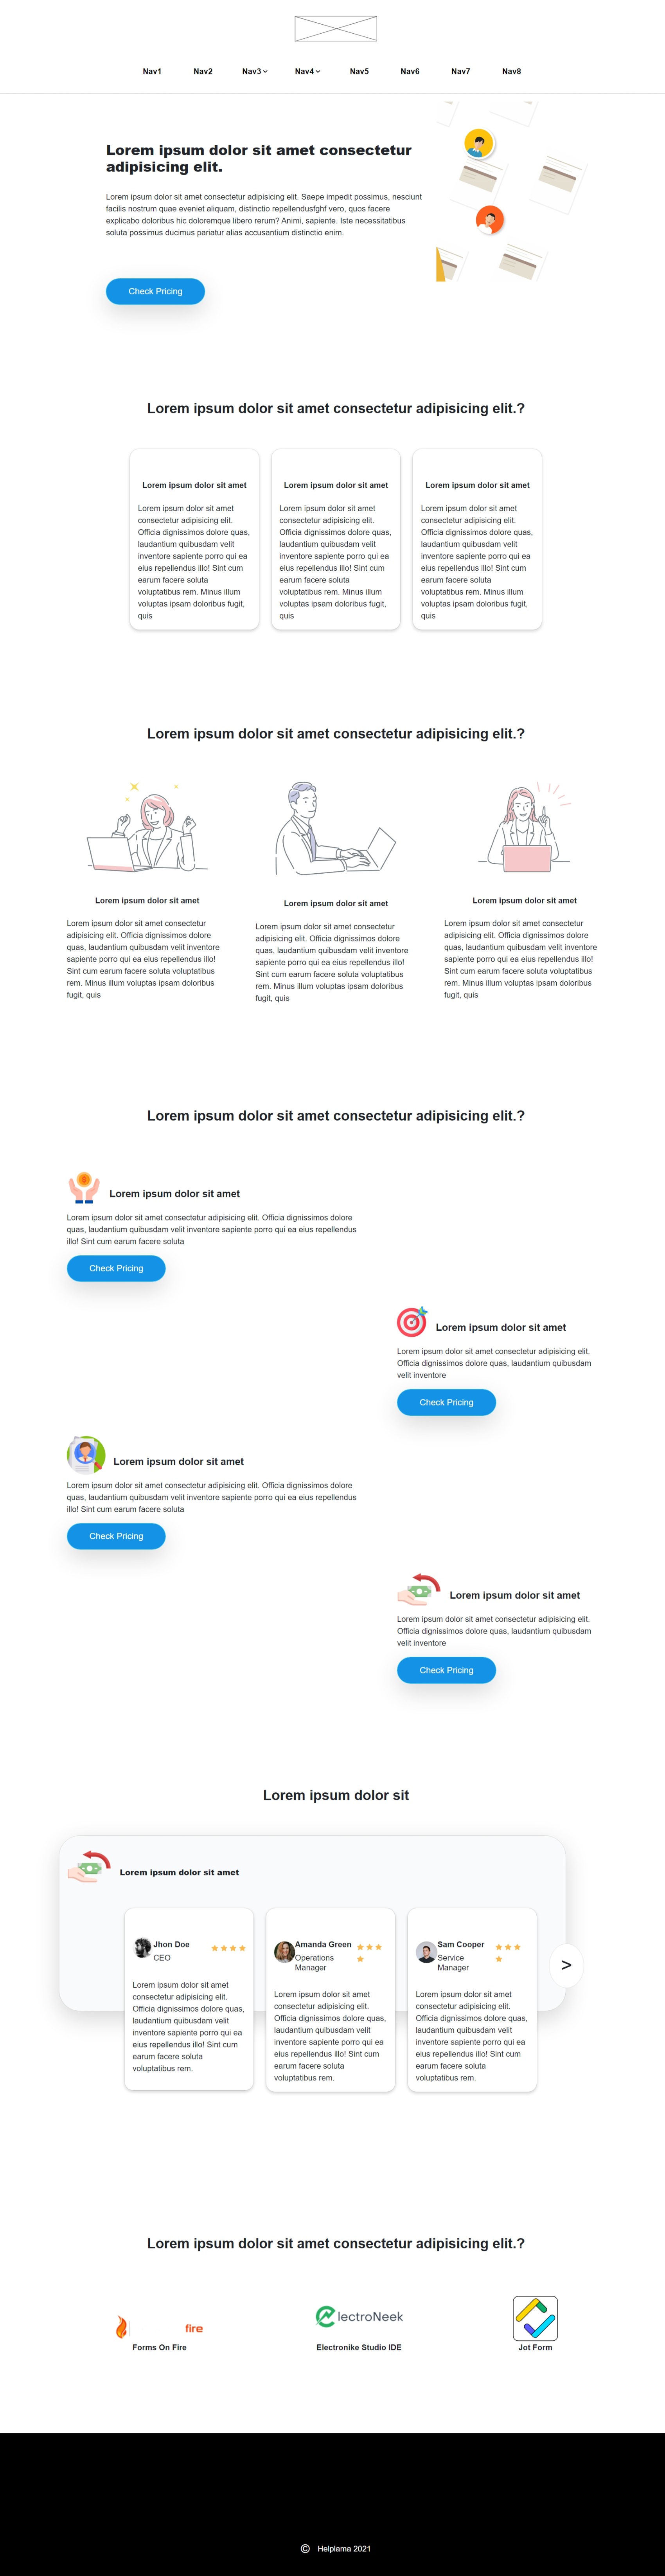 Nav1 Nav2 Nav3 Nav4 Nav5 Nav6 Nav7 Nav8
Lorem ipsum dolor sit amet consectetur
adipisicing elit.
Lorem ipsum dolor sit amet consectetur adipisicing elit. Saepe impedit possimus, nesciunt
facilis nostrum quae eveniet aliquam, distinctio repellendusfghf vero, quos facere
explicabo doloribus hic doloremque libero rerum? Animi, sapiente. Iste necessitatibus
soluta possimus ducimus pariatur alias accusantium distinctio enim.
Check Pricing
Lorem ipsum dolor sit amet consectetur adipisicing elit.?
Lorem ipsum dolor sit amet
Lorem ipsum dolor sit amet
consectetur adipisicing elit.
Officia dignissimos dolore quas,
laudantium quibusdam velit
inventore sapiente porro qui ea
eius repellendus illo! Sint cum
earum facere soluta
voluptatibus rem. Minus illum
voluptas ipsam doloribus fugit,
quis
Lorem ipsum dolor sit amet
Lorem ipsum dolor sit amet
consectetur adipisicing elit.
Officia dignissimos dolore quas,
laudantium quibusdam velit
inventore sapiente porro qui ea
eius repellendus illo! Sint cum
earum facere soluta
voluptatibus rem. Minus illum
voluptas ipsam doloribus fugit,
quis
Lorem ipsum dolor sit amet
Lorem ipsum dolor sit amet
consectetur adipisicing elit.
Officia dignissimos dolore quas,
laudantium quibusdam velit
inventore sapiente porro qui ea
eius repellendus illo! Sint cum
earum facere soluta
voluptatibus rem. Minus illum
voluptas ipsam doloribus fugit,
quis
Lorem ipsum dolor sit amet consectetur adipisicing elit.?
Lorem ipsum dolor sit amet
Lorem ipsum dolor sit amet consectetur
adipisicing elit. Officia dignissimos dolore
quas, laudantium quibusdam velit inventore
sapiente porro qui ea eius repellendus illo!
Sint cum earum facere soluta voluptatibus
rem. Minus illum voluptas ipsam doloribus
fugit, quis
Lorem ipsum dolor sit amet
Lorem ipsum dolor sit amet consectetur
adipisicing elit. Officia dignissimos dolore
quas, laudantium quibusdam velit inventore
sapiente porro qui ea eius repellendus illo!
Sint cum earum facere soluta voluptatibus
rem. Minus illum voluptas ipsam doloribus
fugit, quis
Lorem ipsum dolor sit amet
Lorem ipsum dolor sit amet consectetur
adipisicing elit. Officia dignissimos dolore
quas, laudantium quibusdam velit inventore
sapiente porro qui ea eius repellendus illo!
Sint cum earum facere soluta voluptatibus
rem. Minus illum voluptas ipsam doloribus
fugit, quis
Lorem ipsum dolor sit amet consectetur adipisicing elit.?
Lorem ipsum dolor sit amet
Lorem ipsum dolor sit amet consectetur adipisicing elit. Officia dignissimos dolore
quas, laudantium quibusdam velit inventore sapiente porro qui ea eius repellendus
illo! Sint cum earum facere soluta
Check Pricing
Lorem ipsum dolor sit amet
Lorem ipsum dolor sit amet consectetur adipisicing elit.
Officia dignissimos dolore quas, laudantium quibusdam
velit inventore
Check Pricing
Lorem ipsum dolor sit amet
Lorem ipsum dolor sit amet consectetur adipisicing elit. Officia dignissimos dolore
quas, laudantium quibusdam velit inventore sapiente porro qui ea eius repellendus
illo! Sint cum earum facere soluta
Check Pricing
Lorem ipsum dolor sit amet
Lorem ipsum dolor sit amet consectetur adipisicing elit.
Officia dignissimos dolore quas, laudantium quibusdam
velit inventore
Check Pricing
Lorem ipsum dolor sit
Lorem ipsum dolor sit amet
Jhon Doe
CEO
Lorem ipsum dolor sit amet
consectetur adipisicing elit.
Officia dignissimos dolore quas,
laudantium quibusdam velit
inventore sapiente porro qui ea
eius repellendus illo! Sint cum
earum facere soluta
voluptatibus rem.
Amanda Green
Operations
Manager
Lorem ipsum dolor sit amet
consectetur adipisicing elit.
Officia dignissimos dolore quas,
laudantium quibusdam velit
inventore sapiente porro qui ea
eius repellendus illo! Sint cum
earum facere soluta
voluptatibus rem.
Sam Cooper
Service
Manager
Lorem ipsum dolor sit amet
consectetur adipisicing elit.
Officia dignissimos dolore quas,
laudantium quibusdam velit
inventore sapiente porro qui ea
eius repellendus illo! Sint cum
earum facere soluta
voluptatibus rem.
>
Lorem ipsum dolor sit amet consectetur adipisicing elit.?
fire
Forms On Fire
lectroNeek
Electronike Studio IDE
Jot Form
© Helplama 2021